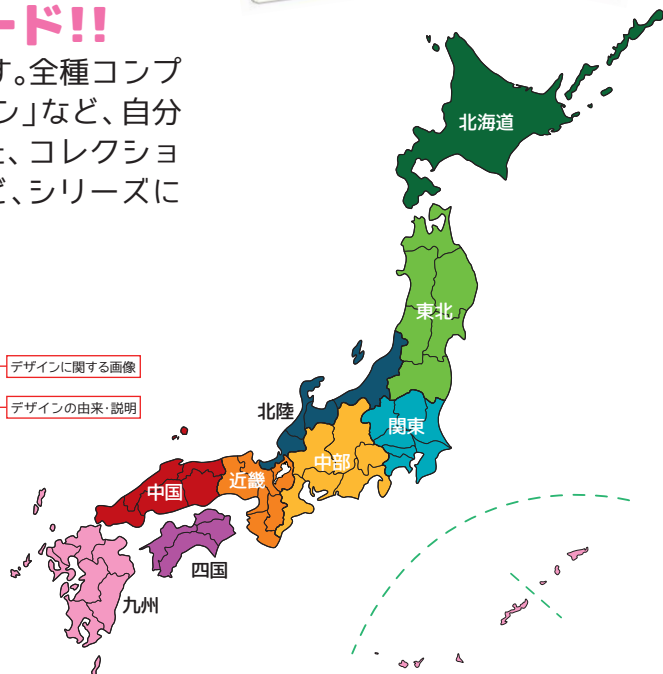 ード!!
す。全種コンプ
ン」など、自分
、コレクショ
、シリーズに
北海道
東北
デザインに関する画像
デザインの由来・説明
北陸
関東
中部
近畿
中国
四国
九州